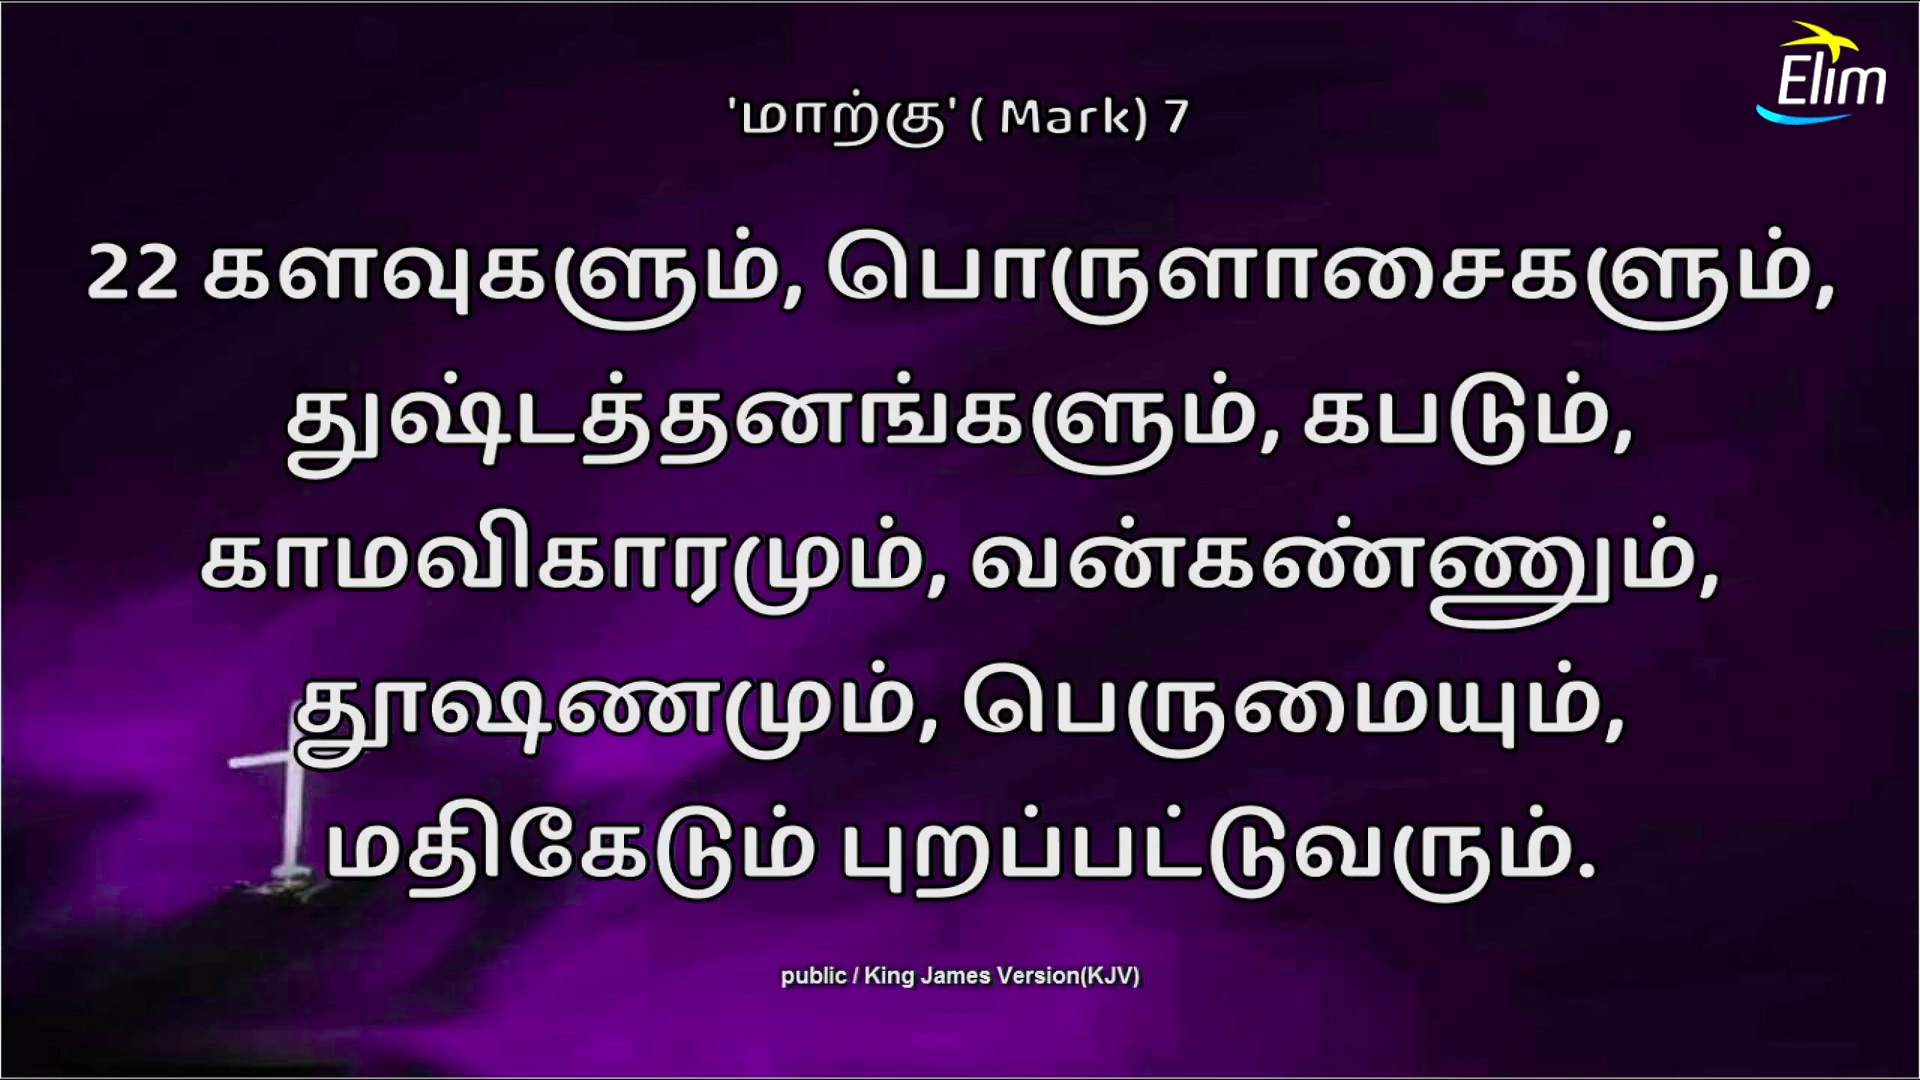 Elim
'மாற்கு' ( Mark) 7
22 களவுகளும், பொருளாசைகளும்,
துஷ்டத்தனங்களும், கபடும்,
காமவிகாரமும், வன்கண்ணும்,
தூஷணமும், பெருமையும்,
மதிகேடும் புறப்பட்டுவரும்.
public / King James Version(KJV)